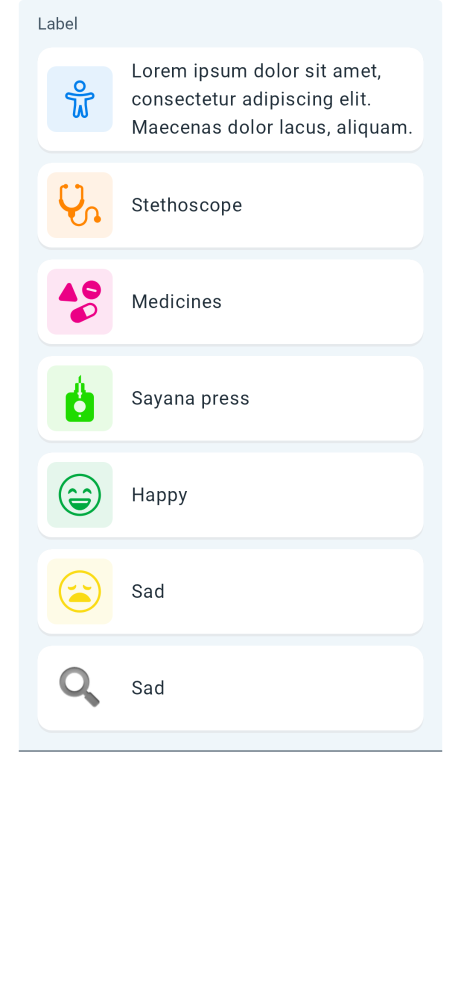 Label
Lorem ipsum dolor sit amet,
consectetur adipiscing elit.
Maecenas dolor lacus, aliquam.
Stethoscope
Medicines
Sayana press
Happy
Sad
Sad